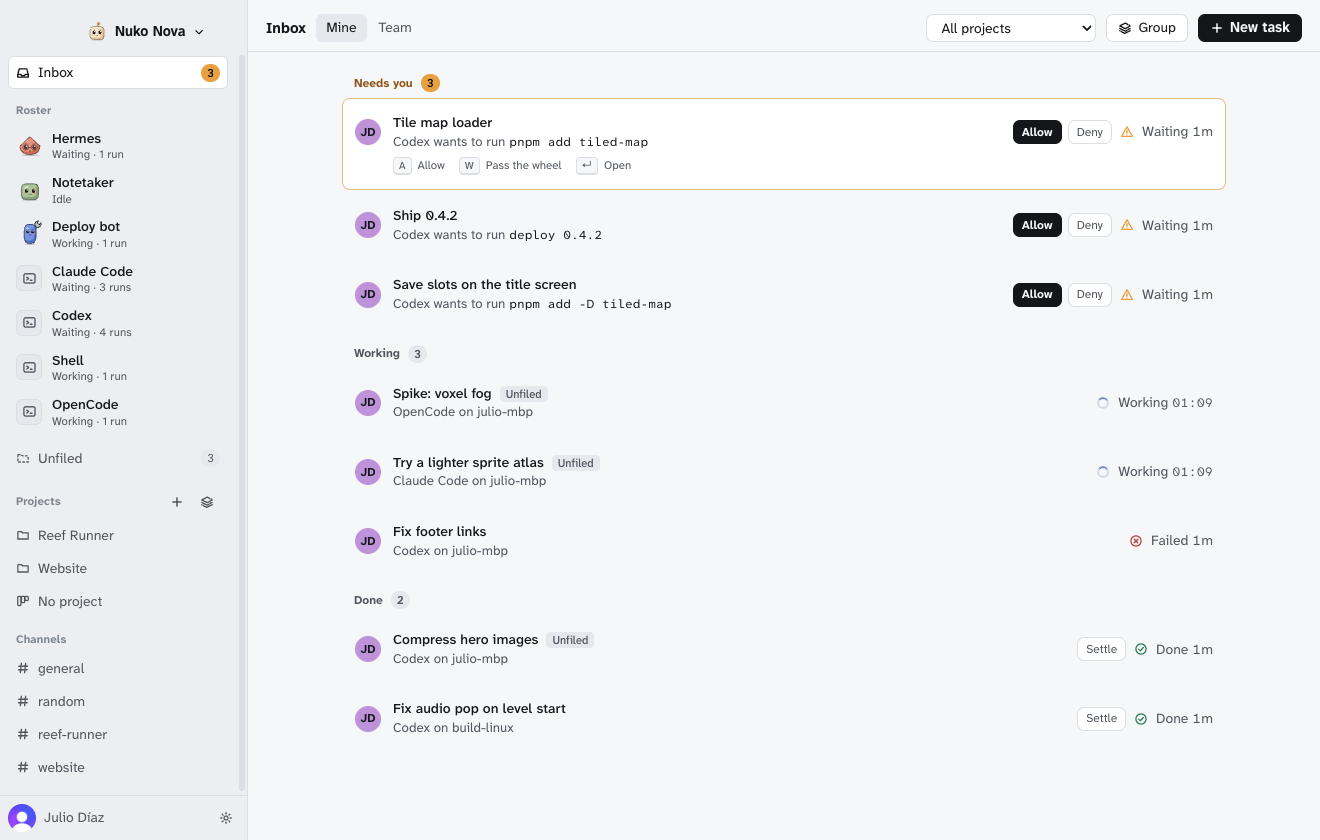 Nuko Nova
Inbox 3
Roster
Hermes
Waiting · 1 run
Notetaker
Idle
Deploy bot
Working · 1 run
Claude Code
Waiting · 3 runs
Codex
Waiting · 4 runs
Shell
Working · 1 run
OpenCode
Working · 1 run
Unfiled 3
Projects
Reef Runner
Website
No project
Channels
# general
# random
# reef-runner
# website
Julio Díaz
Inbox Mine Team All projects Group + New task
Needs you 3
JD Tile map loader
Codex wants to run pnpm add tiled-map
Allow Deny Waiting 1m
A Allow W Pass the wheel ↵ Open
JD Ship 0.4.2
Codex wants to run deploy 0.4.2
Allow Deny Waiting 1m
JD Save slots on the title screen
Codex wants to run pnpm add -D tiled-map
Allow Deny Waiting 1m
Working 3
JD Spike: voxel fog Unfiled
OpenCode on julio-mbp
Working 01:09
JD Try a lighter sprite atlas Unfiled
Claude Code on julio-mbp
Working 01:09
JD Fix footer links
Codex on julio-mbp
Failed 1m
Done 2
JD Compress hero images Unfiled
Codex on julio-mbp
Settle Done 1m
JD Fix audio pop on level start
Codex on build-linux
Settle Done 1m